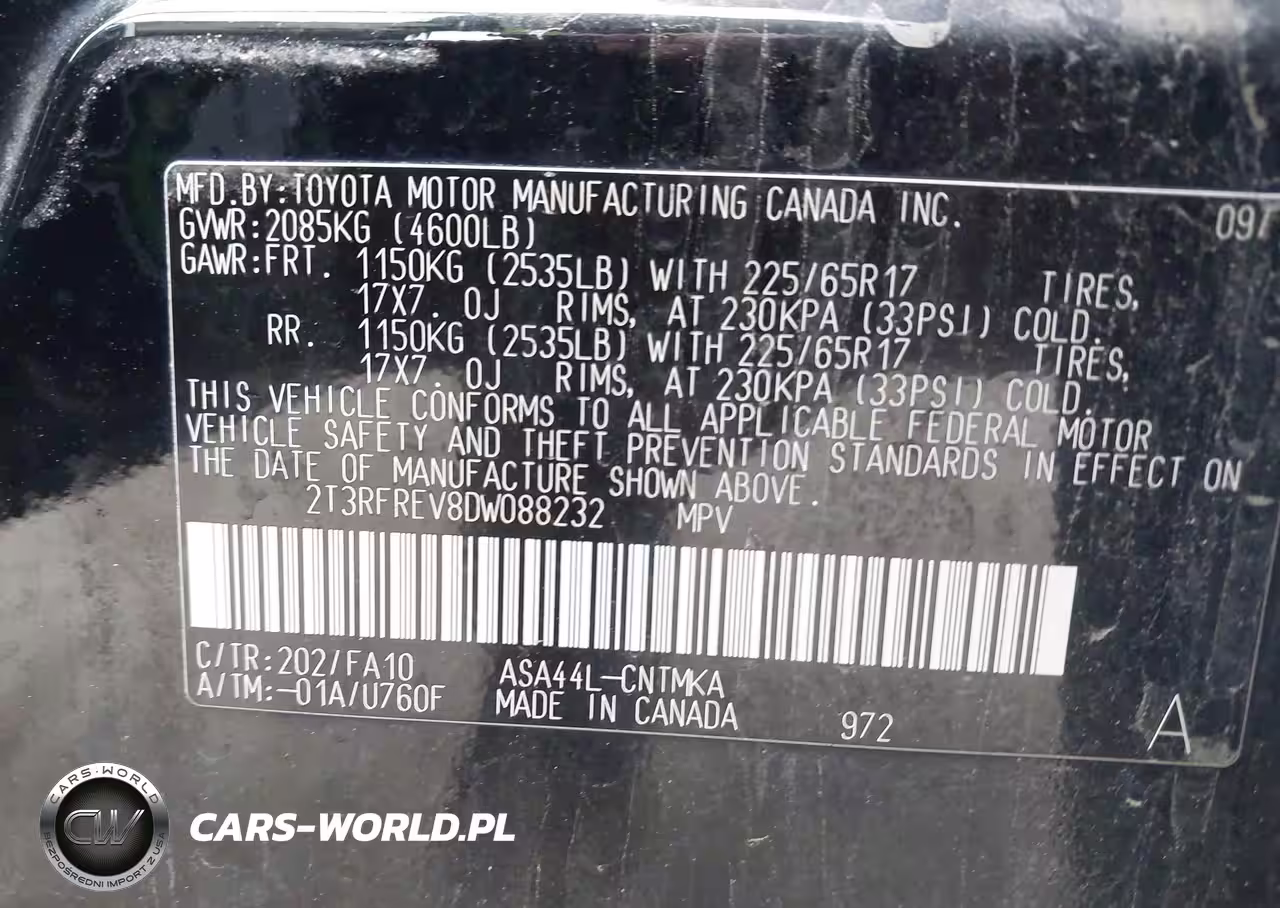 MFD.BY:TOYOTA MOTOR MANUFACTURING CANADA INC.
GVWR:2085KG (4600LB)
GAWR:FRT. 1150KG (2535LB) WITH 225/65R17 TIRES,
17X7. 0J RIMS, AT 230KPA (33PSI) COLD.
RR. 1150KG (2535LB) WITH 225/65R17 TIRES,
17X7. 0J RIMS, AT 230KPA (33PSI) COLD.
THIS VEHICLE CONFORMS TO ALL APPLICABLE FEDERAL MOTOR
VEHICLE SAFETY AND THEFT PREVENTION STANDARDS IN EFFECT ON
THE DATE OF MANUFACTURE SHOWN ABOVE.
2T3RFREV8DW088232 MPV
C/TR:202/FA10 ASA44L-CNTMKA
A/TM:-01A/U760F MADE IN CANADA 972 A
CARS-WORLD
CW
BEZPOŚREDNI IMPORT Z USA
CARS-WORLD.PL